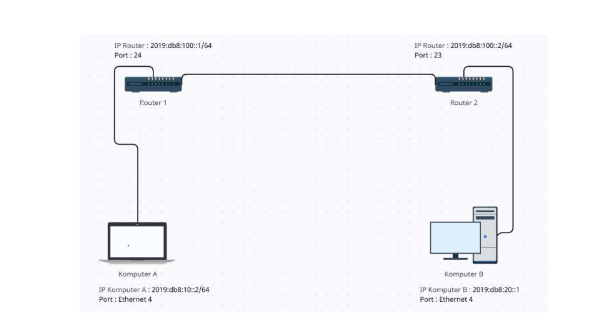 IP Router : 2019:db8:100::1/64
Port : 24
IP Router : 2019:db8:100::2/64
Port : 23
Router 1
Router 2
Komputer A
Komputer B
IP Komputer A : 2019:db8:10::2/64
Port : Ethernet 4
IP Komputer B : 2019:db8:20::1
Port : Ethernet 4